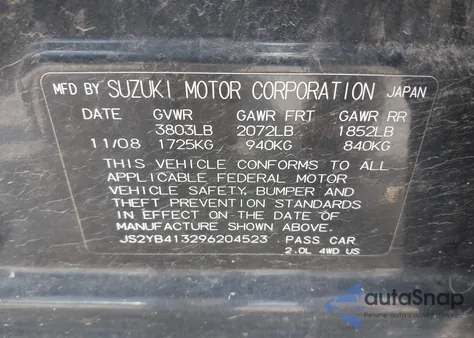 MFD BY SUZUKI MOTOR CORPORATION JAPAN
DATE GVWR GAWR FRT GAWR RR
3803LB 2072LB 1852LB
11/08 1725KG 940KG 840KG
THIS VEHICLE CONFORMS TO ALL
APPLICABLE FEDERAL MOTOR
VEHICLE SAFETY, BUMPER AND
THEFT PREVENTION STANDARDS
IN EFFECT ON THE DATE OF
MANUFACTURE SHOWN ABOVE.
JS2YB413296204523 PASS CAR
2.0L 4WD US
autaSnap